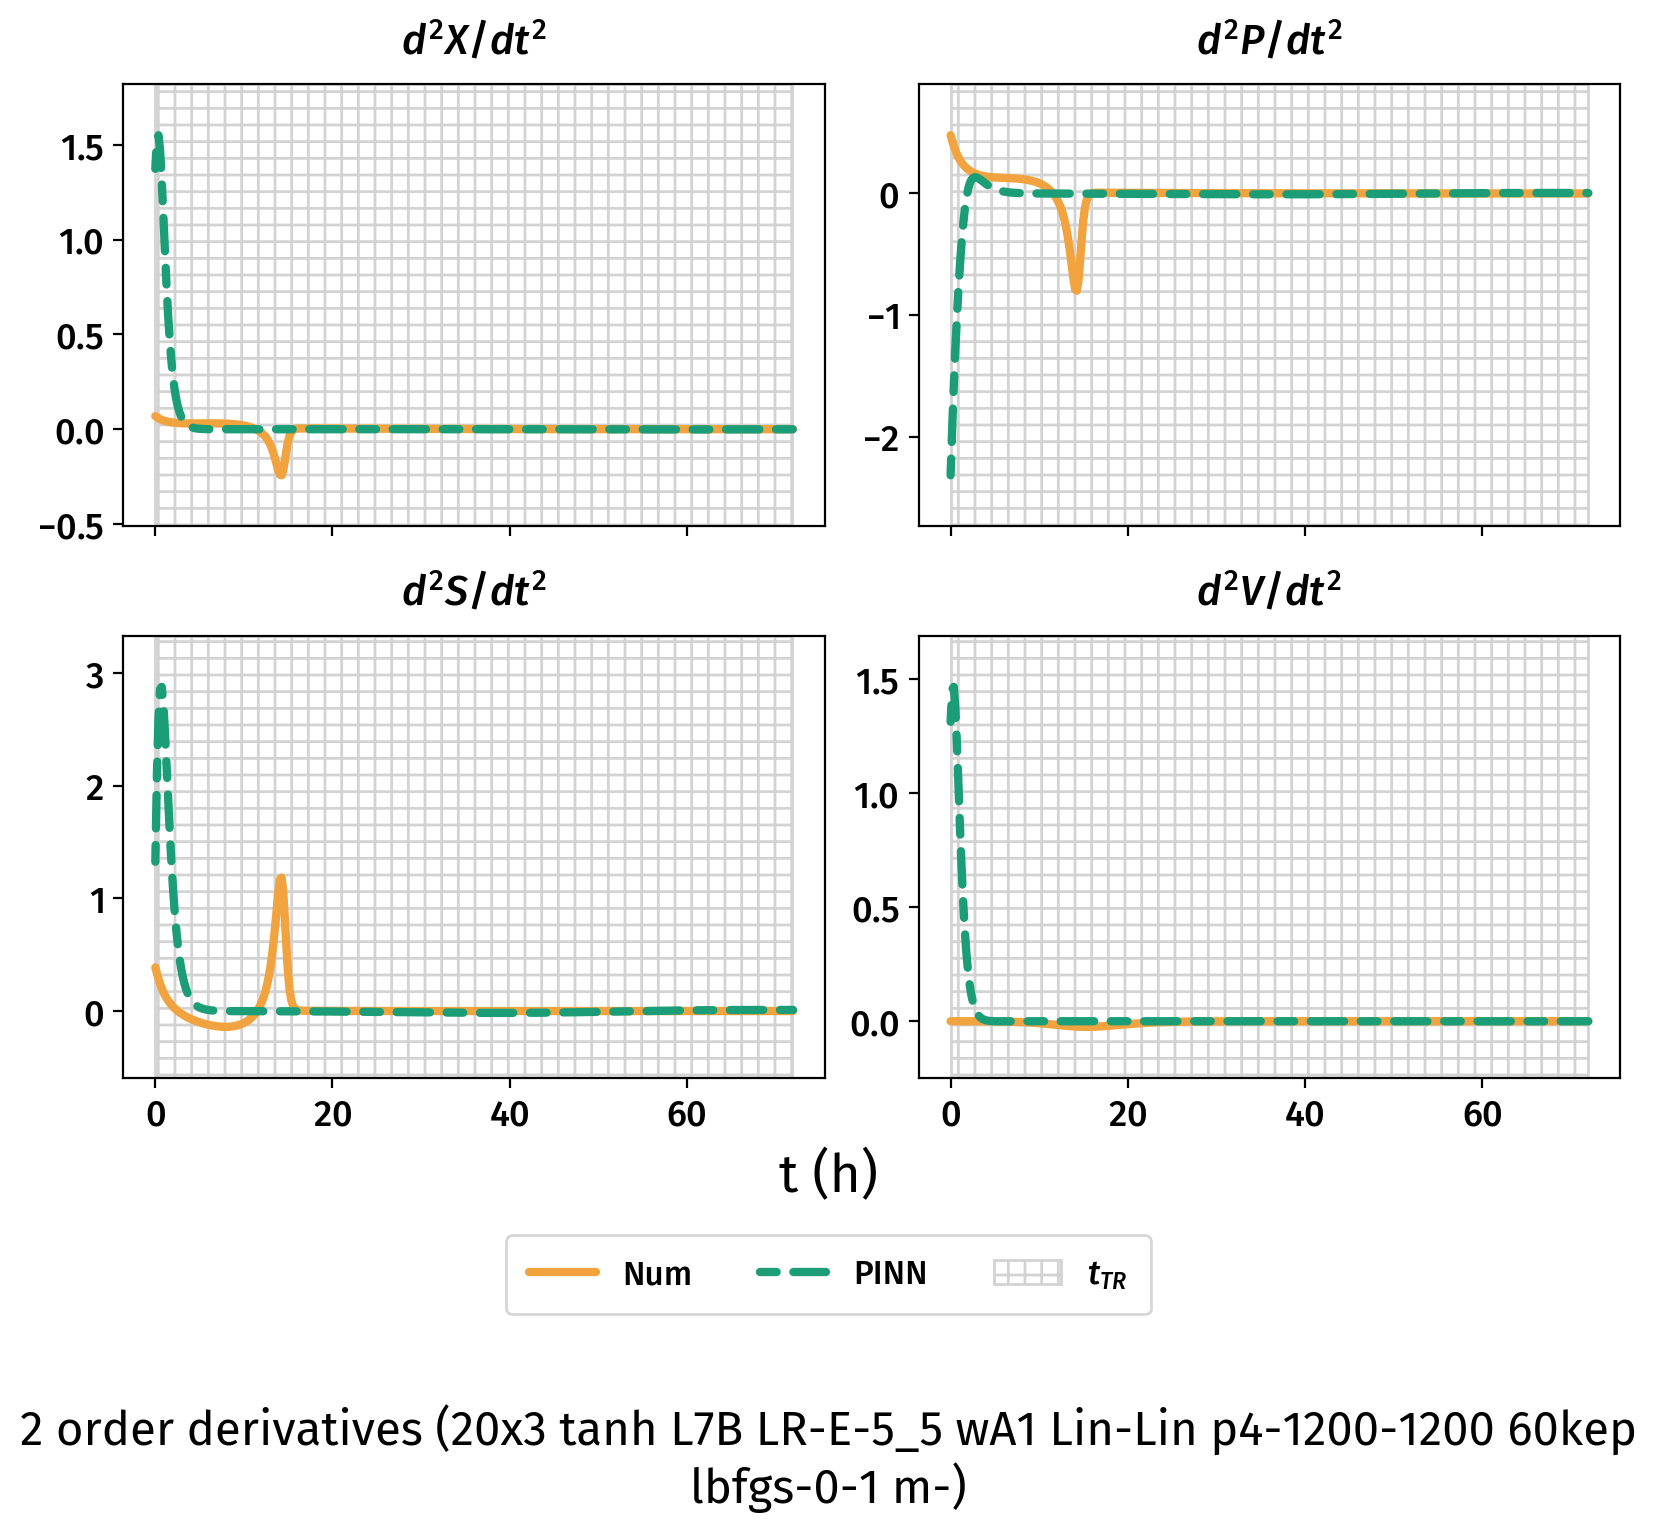 d²X/dt²
d²P/dt²
1.5
1.0
0.5
0.0
−0.5
0
−1
−2
d²S/dt²
d²V/dt²
3
2
1
0
1.5
1.0
0.5
0.0
0 20 40 60
0 20 40 60
t (h)
Num PINN t_TR
2 order derivatives (20x3 tanh L7B LR-E-5_5 wA1 Lin-Lin p4-1200-1200 60kep
lbfgs-0-1 m-)